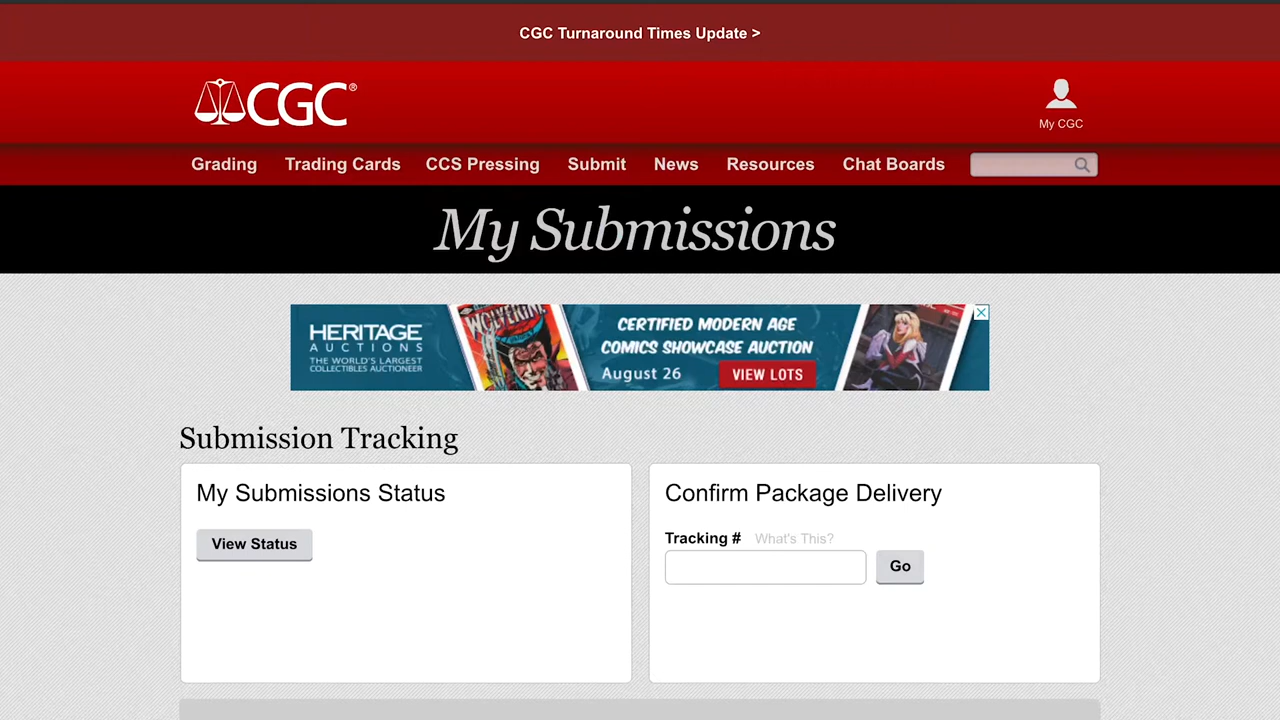 CGC Turnaround Times Update >
CGC®
My CGC
Grading
Trading Cards
CCS Pressing
Submit
News
Resources
Chat Boards
My Submissions
HERITAGE
AUCTIONS
THE WORLD'S LARGEST
COLLECTIBLES AUCTIONEER
WOLVERINE
CERTIFIED MODERN AGE
COMICS SHOWCASE AUCTION
August 26
VIEW LOTS
Submission Tracking
My Submissions Status
View Status
Confirm Package Delivery
Tracking # What's This?
Go